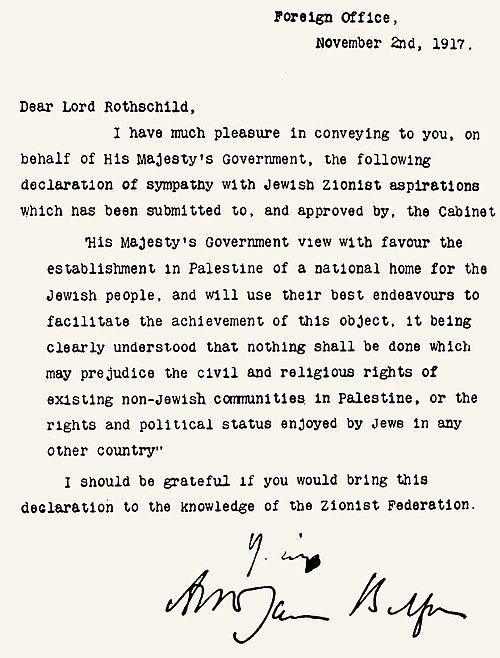 Foreign Office,
November 2nd, 1917.
Dear Lord Rothschild,
I have much pleasure in conveying to you, on
behalf of His Majesty's Government, the following
declaration of sympathy with Jewish Zionist aspirations
which has been submitted to, and approved by, the Cabinet
"His Majesty's Government view with favour the
establishment in Palestine of a national home for the
Jewish people, and will use their best endeavours to
facilitate the achievement of this object, it being
clearly understood that nothing shall be done which
may prejudice the civil and religious rights of
existing non-Jewish communities in Palestine, or the
rights and political status enjoyed by Jews in any
other country"
I should be grateful if you would bring this
declaration to the knowledge of the Zionist Federation.